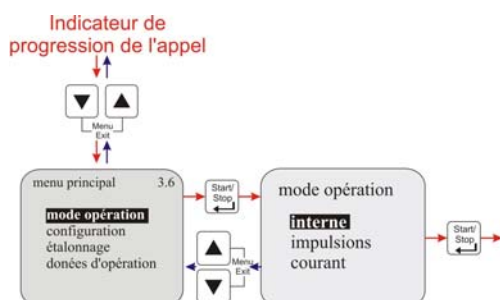 Indicateur de
progression de l'appel
Menu
Exit
menu principal 3.6
mode opération
configuration
étalonnage
donées d'opération
Start/
Stop
Menu
Exit
mode opération
interne
impulsions
courant
Start/
Stop